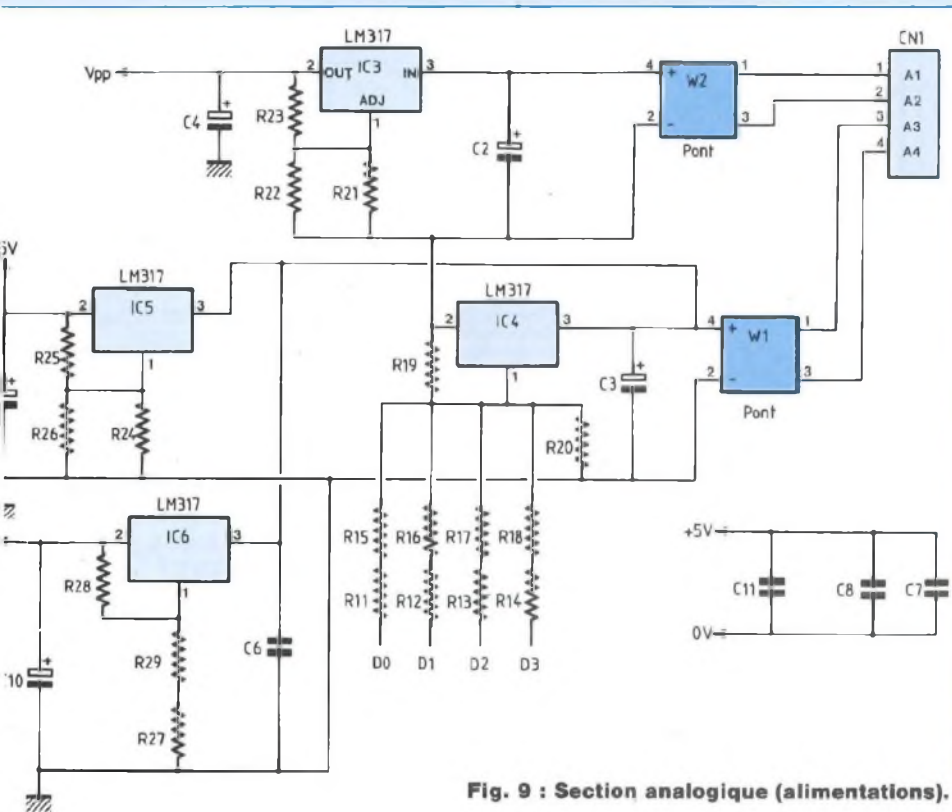 LM317
CN1
Vpp
2 OUT IC3 IN 3
ADJ
1
C4
R23
R22
R21
C2
4 + W2 1
2 - 3
Pont
1 A1
2 A2
3 A3
4 A4
5V
LM317
2 IC5 3
1
R25
R26
R24
LM317
2 IC4 3
1
R19
C3
R20
4 + W1 1
2 - 3
Pont
LM317
2 IC6 3
1
R28
R29
R27
C6
10
R15 R16 R17 R18
R11 R12 R13 R14
D0 D1 D2 D3
+5V
C11 C8 C7
0V
Fig. 9 : Section analogique (alimentations).